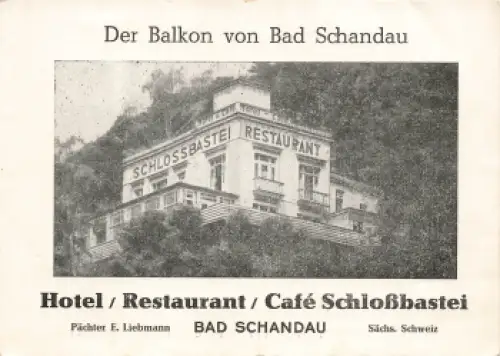 Der Balkon von Bad Schandau
SCHLOSSBASTEI RESTAURANT
Hotel / Restaurant / Café Schloßbastei
Pächter E. Liebmann BAD SCHANDAU Sächs. Schweiz